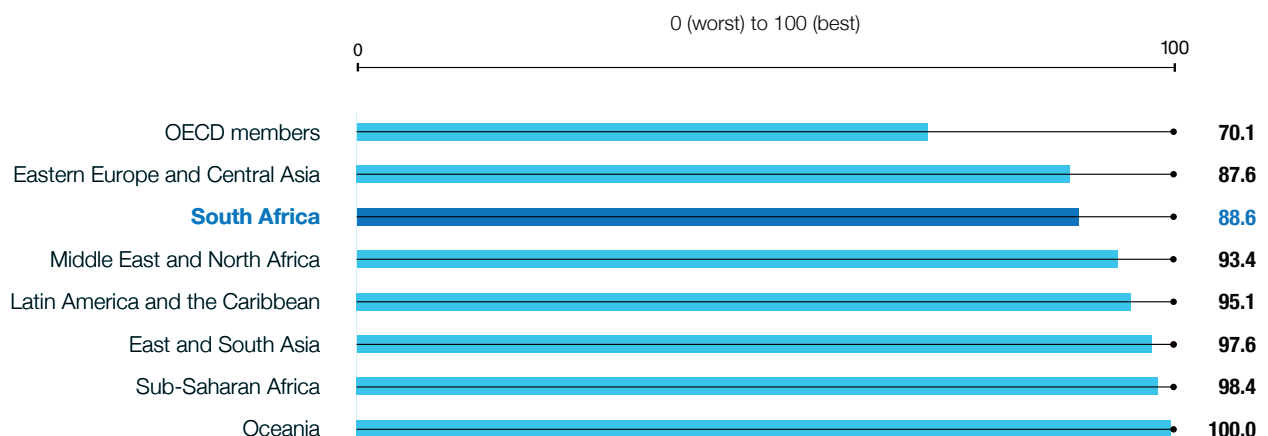 0 (worst) to 100 (best)
0 100
OECD members 70.1
Eastern Europe and Central Asia 87.6
South Africa 88.6
Middle East and North Africa 93.4
Latin America and the Caribbean 95.1
East and South Asia 97.6
Sub-Saharan Africa 98.4
Oceania 100.0